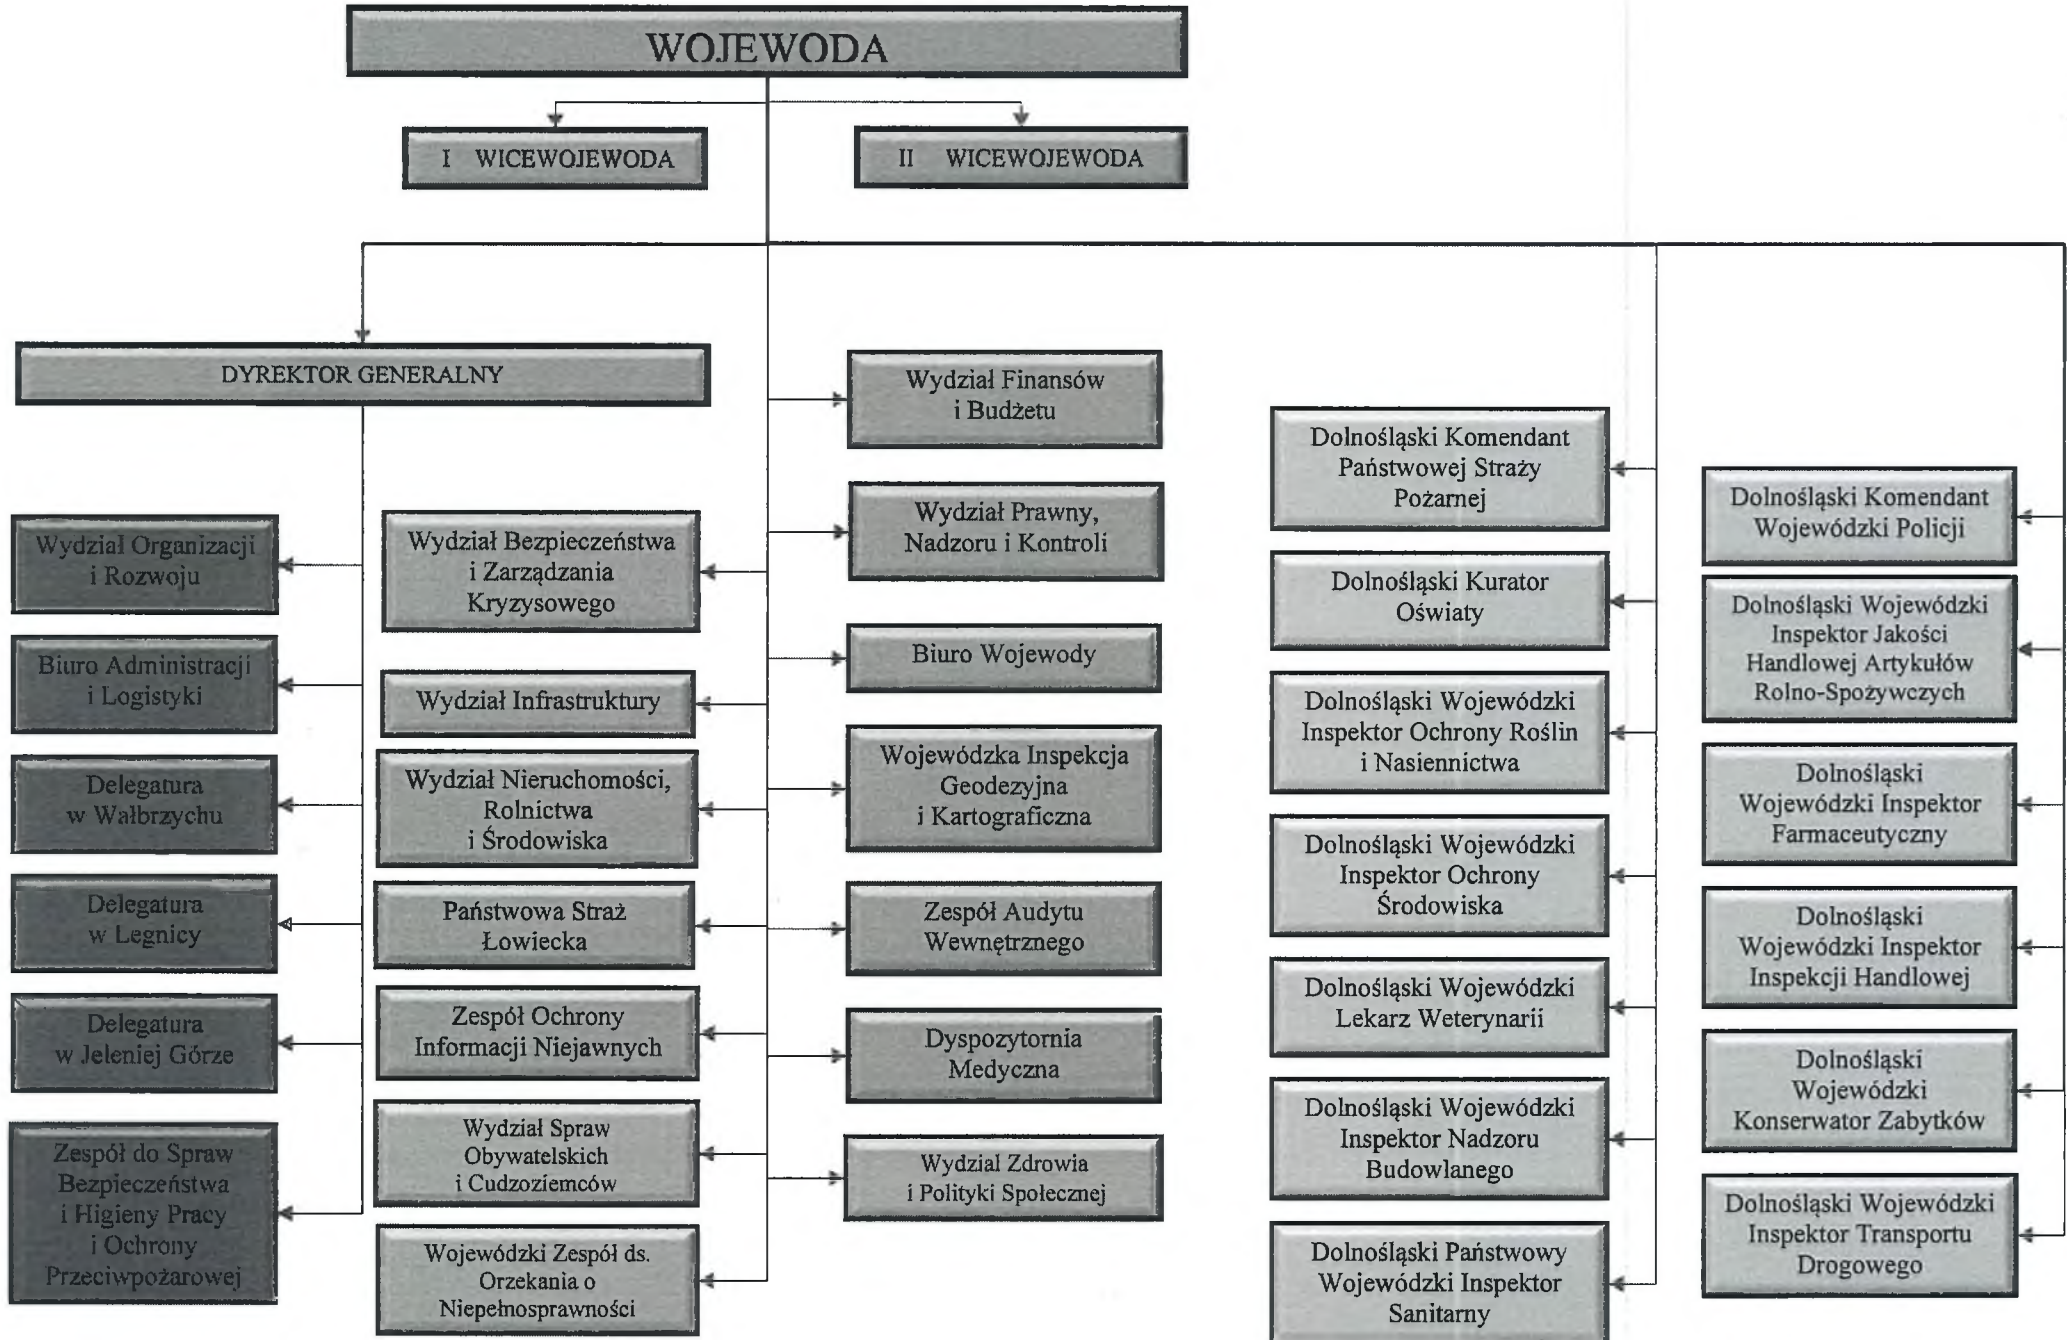 WOJEWODA
I WICEWOJEWODA
II WICEWOJEWODA
DYREKTOR GENERALNY
Wydział Organizacji
i Rozwoju
Biuro Administracji
i Logistyki
Delegatura
w Wałbrzychu
Delegatura
w Legnicy
Delegatura
w Jeleniej Górze
Zespół do Spraw
Bezpieczeństwa
i Higieny Pracy
i Ochrony
Przeciwpożarowej
Wydział Bezpieczeństwa
i Zarządzania
Kryzysowego
Wydział Infrastruktury
Wydział Nieruchomości,
Rolnictwa
i Środowiska
Państwowa Straż
Łowiecka
Zespół Ochrony
Informacji Niejawnych
Wydział Spraw
Obywatelskich
i Cudzoziemców
Wojewódzki Zespół ds.
Orzekania o
Niepełnosprawności
Wydział Finansów
i Budżetu
Wydział Prawny,
Nadzoru i Kontroli
Biuro Wojewody
Wojewódzka Inspekcja
Geodezyjna
i Kartograficzna
Zespół Audytu
Wewnętrznego
Dyspozytornia
Medyczna
Wydział Zdrowia
i Polityki Społecznej
Dolnośląski Komendant
Państwowej Straży
Pożarnej
Dolnośląski Kurator
Oświaty
Dolnośląski Wojewódzki
Inspektor Ochrony Roślin
i Nasiennictwa
Dolnośląski Wojewódzki
Inspektor Ochrony
Środowiska
Dolnośląski Wojewódzki
Lekarz Weterynarii
Dolnośląski Wojewódzki
Inspektor Nadzoru
Budowlanego
Dolnośląski Państwowy
Wojewódzki Inspektor
Sanitarny
Dolnośląski Komendant
Wojewódzki Policji
Dolnośląski Wojewódzki
Inspektor Jakości
Handlowej Artykułów
Rolno-Spożywczych
Dolnośląski
Wojewódzki Inspektor
Farmaceutyczny
Dolnośląski
Wojewódzki Inspektor
Inspekcji Handlowej
Dolnośląski
Wojewódzki
Konserwator Zabytków
Dolnośląski Wojewódzki
Inspektor Transportu
Drogowego